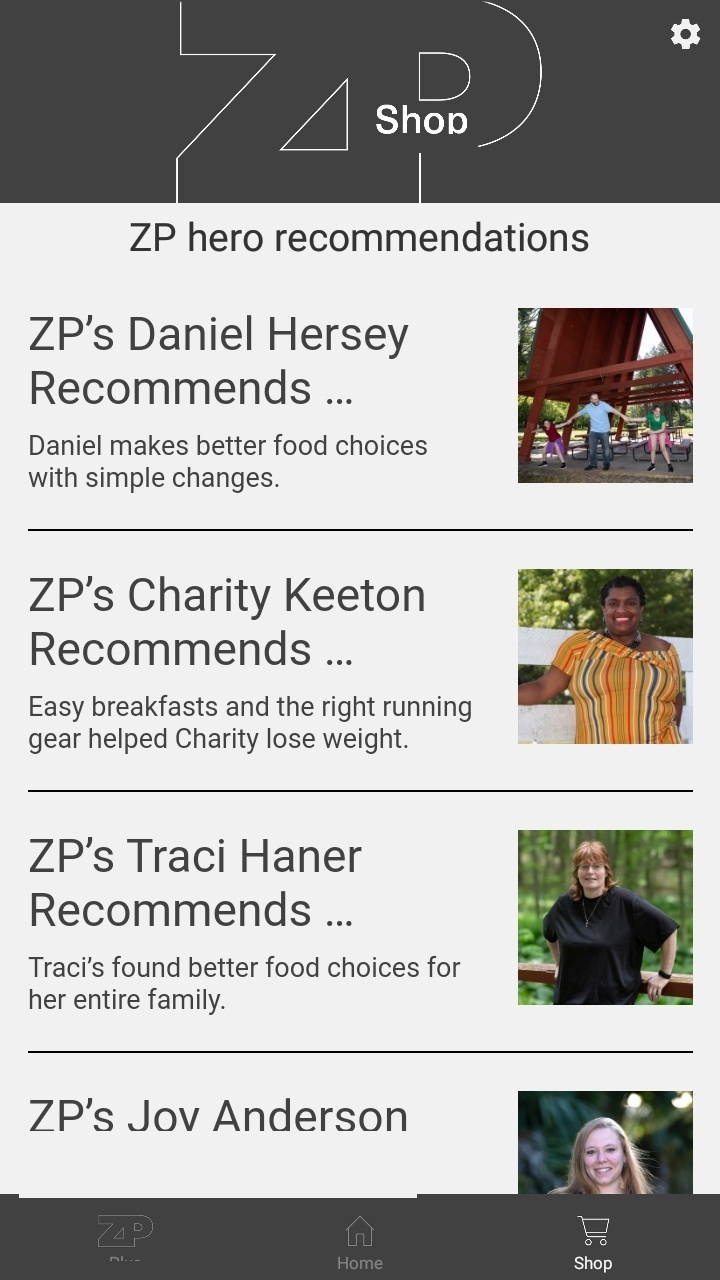 ZP
Shop
ZP hero recommendations
ZP’s Daniel Hersey
Recommends ...
Daniel makes better food choices
with simple changes.
ZP’s Charity Keeton
Recommends ...
Easy breakfasts and the right running
gear helped Charity lose weight.
ZP’s Traci Haner
Recommends ...
Traci’s found better food choices for
her entire family.
ZP’s Joy Anderson
ZP
Home
Shop